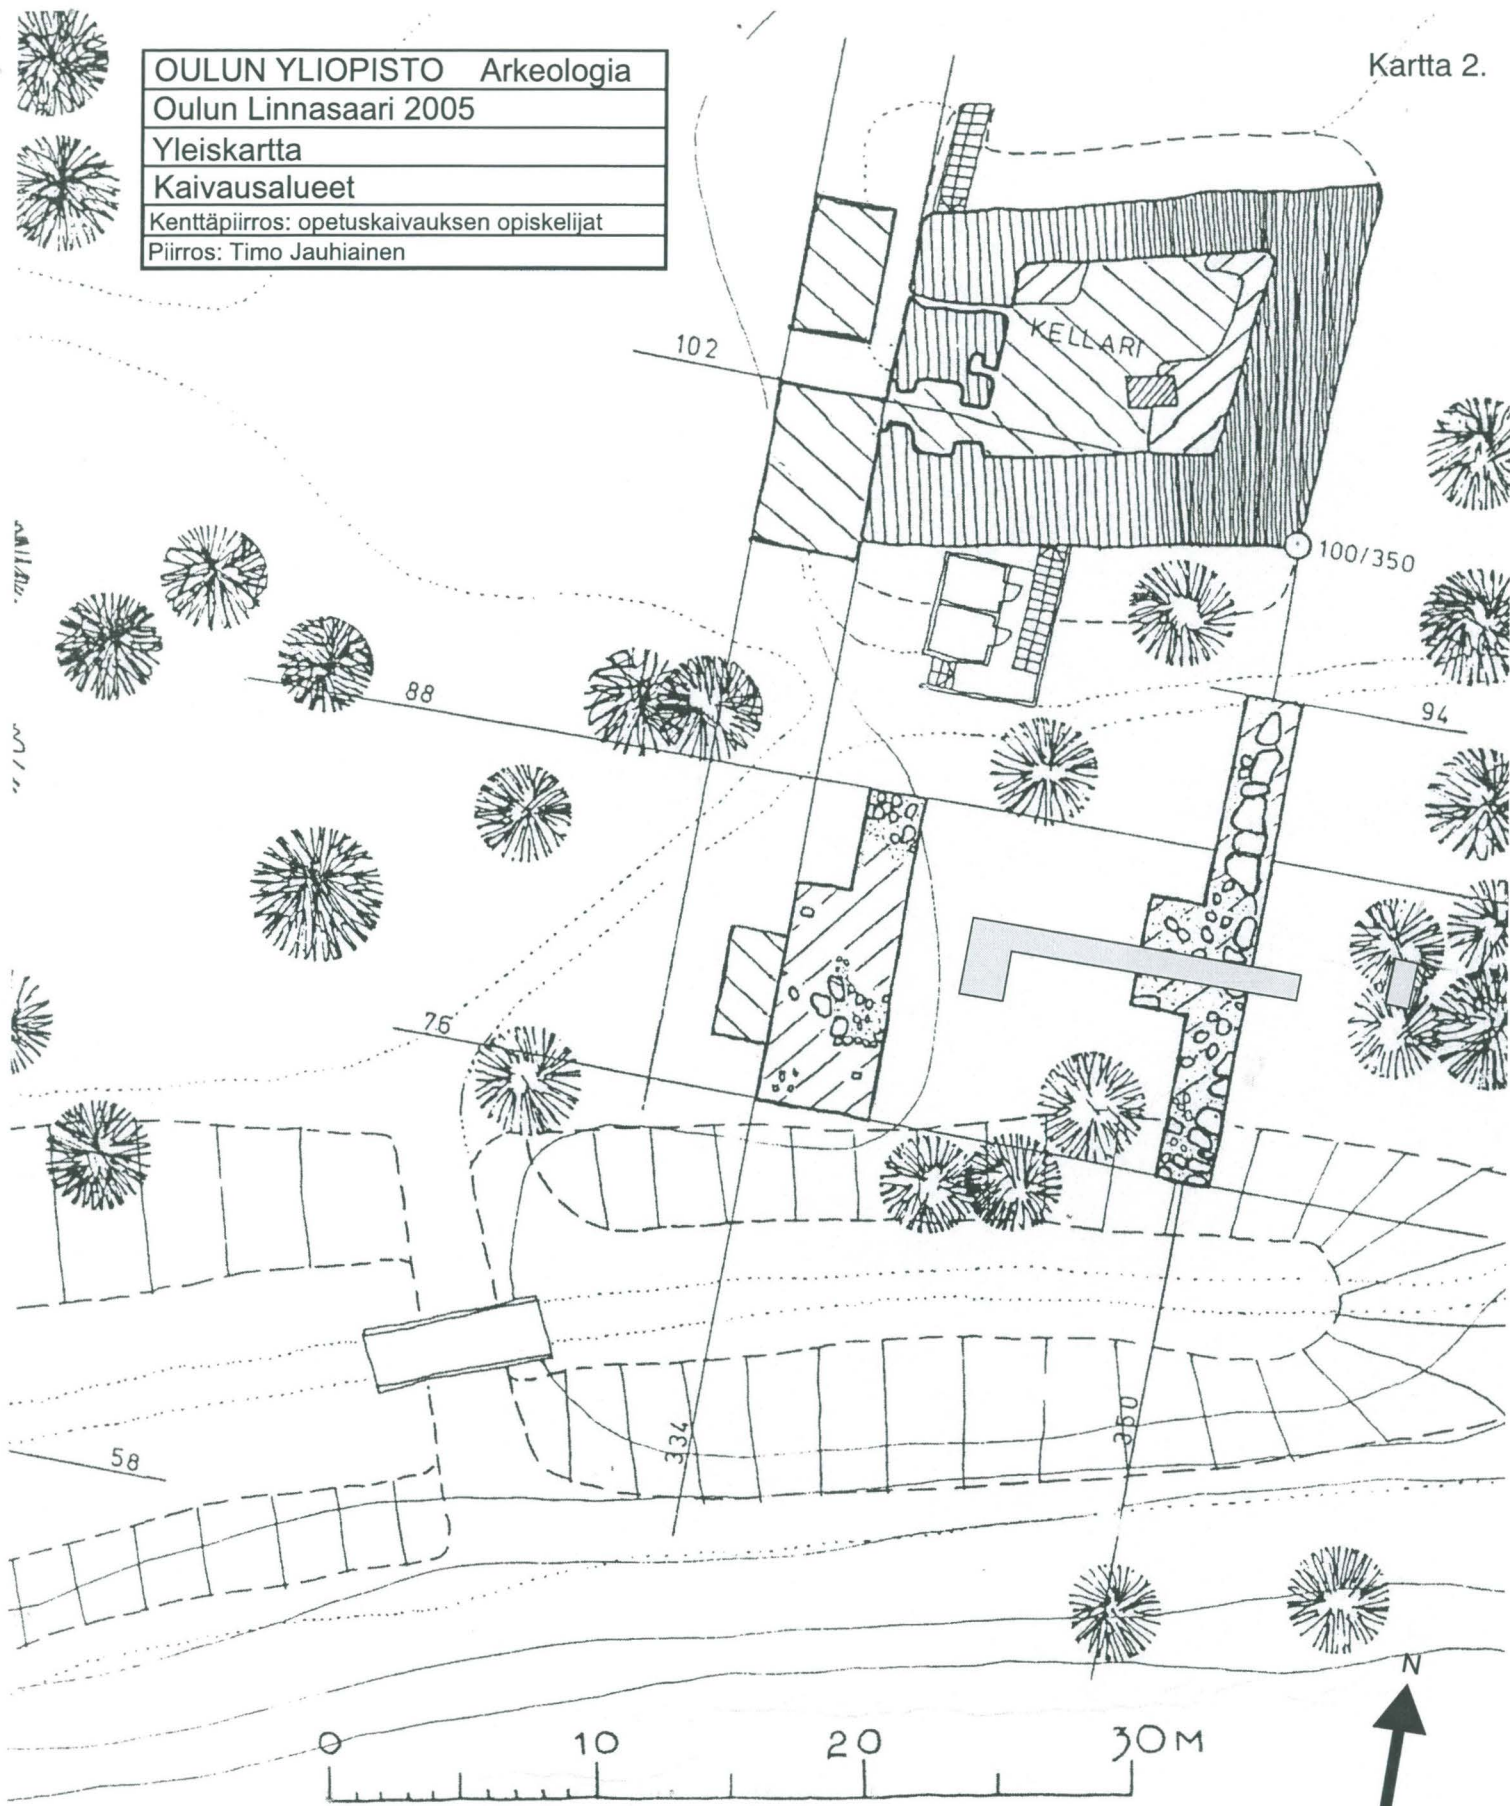 Kartta 2.
OULUN YLIOPISTO Arkeologia
Oulun Linnasaari 2005
Yleiskartta
Kaivausalueet
Kenttäpiirros: opetuskaivauksen opiskelijat
Piirros: Timo Jauhiainen
102
KELLARI
100/350
88
94
76
58
334
350
N
0 10 20 30M